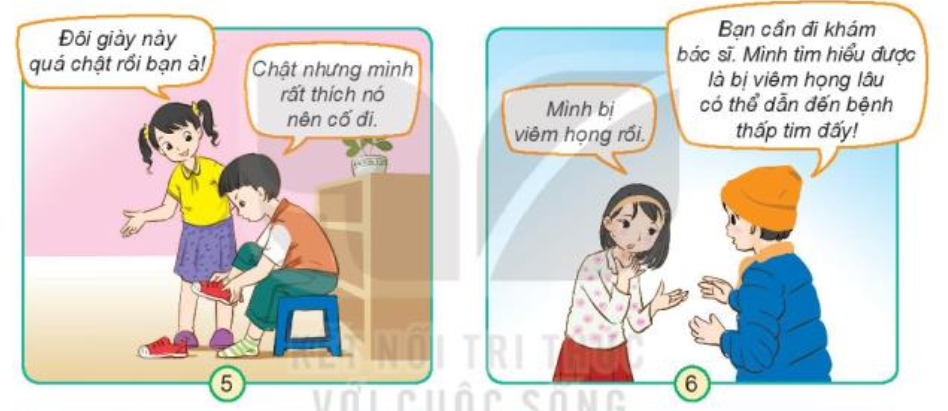 Đôi giày này
quá chật rồi bạn à!
Chật nhưng mình
rất thích nó
nên cố đi.
5
Mình bị
viêm họng rồi.
Bạn cần đi khám
bác sĩ. Mình tìm hiểu được
là bị viêm họng lâu
có thể dẫn đến bệnh
thấp tim đấy!
6
KẾT NỐI TRI THỨC
VỚI CUỘC SỐNG